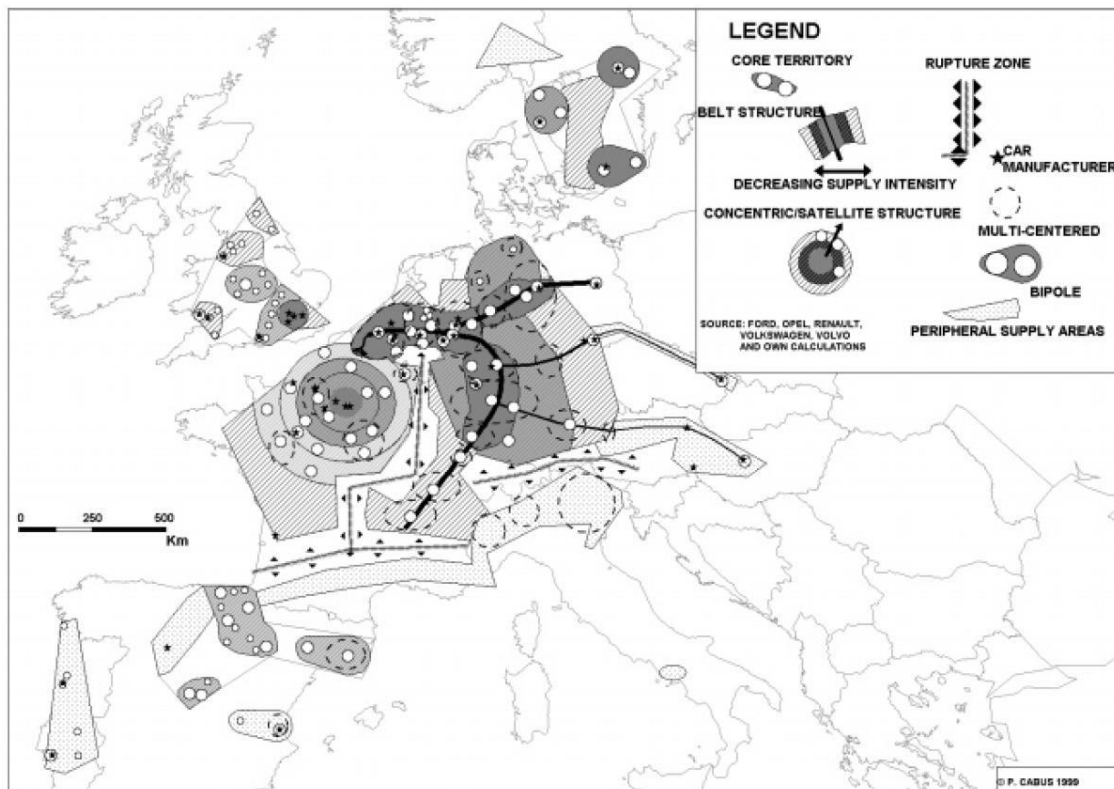 LEGEND
CORE TERRITORY
RUPTURE ZONE
BELT STRUCTURE
CAR
MANUFACTURER
DECREASING SUPPLY INTENSITY
CONCENTRIC/SATELLITE STRUCTURE
MULTI-CENTERED
BIPOLE
PERIPHERAL SUPPLY AREAS
SOURCE: FORD, OPEL, RENAULT,
VOLKSWAGEN, VOLVO
AND OWN CALCULATIONS
0 250 500
Km
© P. CABUS 1999